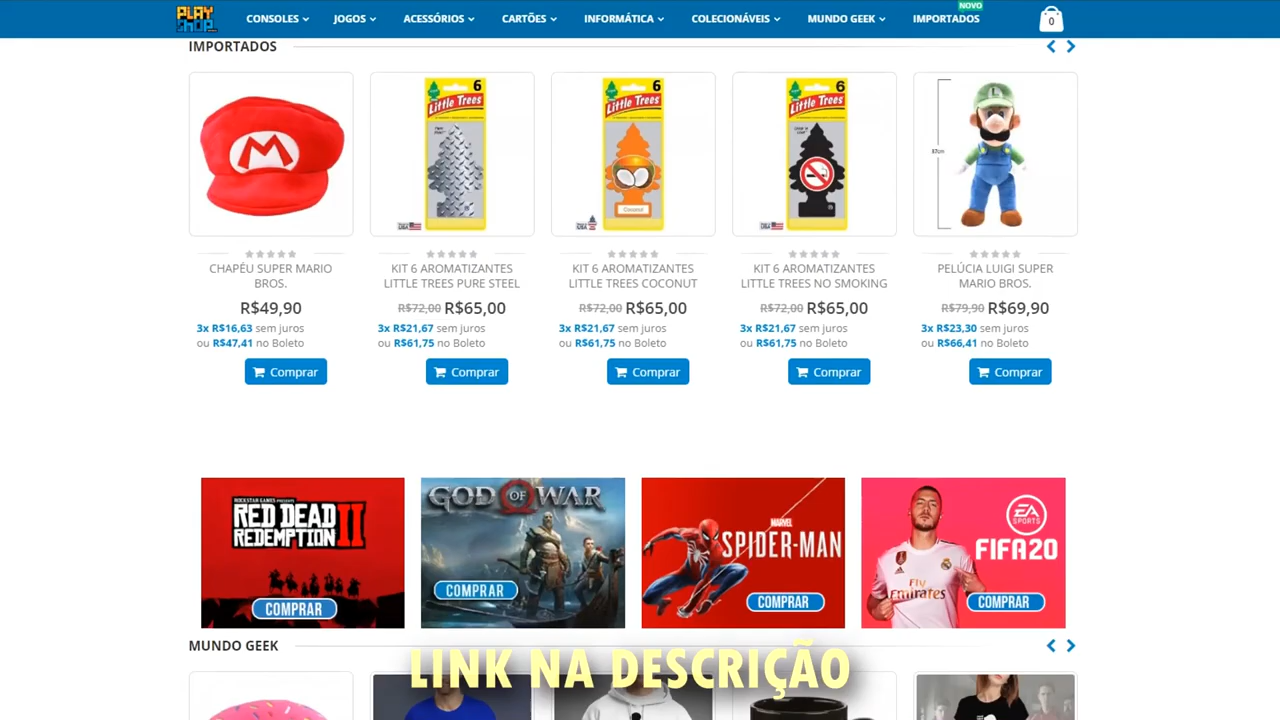 PLAY
SHOP
CONSOLES
JOGOS
ACESSÓRIOS
CARTÕES
INFORMÁTICA
COLECIONÁVEIS
MUNDO GEEK
NOVO
IMPORTADOS
0
IMPORTADOS
M
6
Little Trees
USA
6
Little Trees
Coconut
USA
6
Little Trees
USA
L
CHAPÉU SUPER MARIO
BROS.
R$49,90
3x R$16,63 sem juros
ou R$47,41 no Boleto
Comprar
KIT 6 AROMATIZANTES
LITTLE TREES PURE STEEL
R$72,00 R$65,00
3x R$21,67 sem juros
ou R$61,75 no Boleto
Comprar
KIT 6 AROMATIZANTES
LITTLE TREES COCONUT
R$72,00 R$65,00
3x R$21,67 sem juros
ou R$61,75 no Boleto
Comprar
KIT 6 AROMATIZANTES
LITTLE TREES NO SMOKING
R$72,00 R$65,00
3x R$21,67 sem juros
ou R$61,75 no Boleto
Comprar
PELÚCIA LUIGI SUPER
MARIO BROS.
R$79,90 R$69,90
3x R$23,30 sem juros
ou R$66,41 no Boleto
Comprar
ROCKSTAR GAMES PRESENTS
RED DEAD
REDEMPTION II
COMPRAR
GOD OF WAR
COMPRAR
MARVEL
SPIDER-MAN
COMPRAR
EA
SPORTS
FIFA20
Fly
Emirates
COMPRAR
MUNDO GEEK
LINK NA DESCRIÇÃO